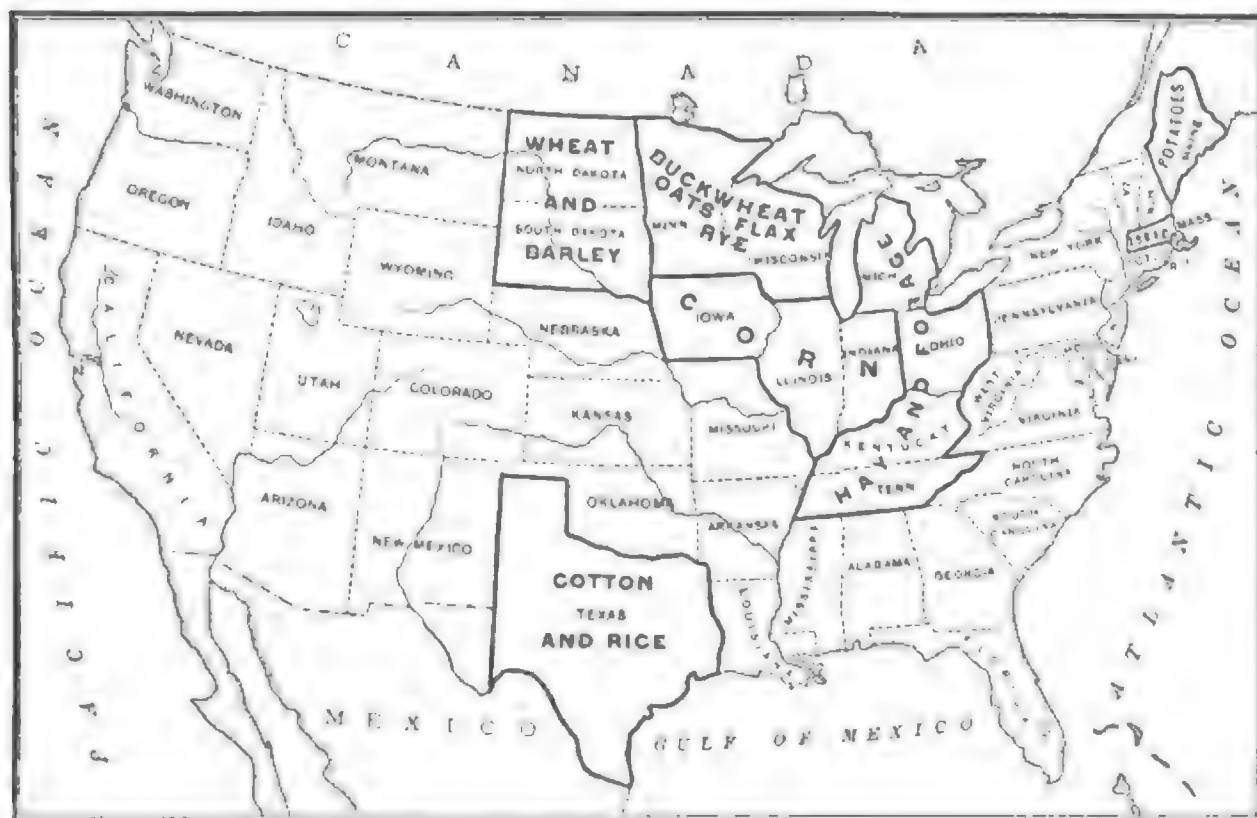 C A N A D A
PACIFIC OCEAN
ATLANTIC OCEAN
MEXICO
GULF OF MEXICO
WASHINGTON
OREGON
CALIFORNIA
IDAHO
NEVADA
MONTANA
WYOMING
UTAH
COLORADO
ARIZONA
NEW MEXICO
WHEAT
NORTH DAKOTA
AND
SOUTH DAKOTA
BARLEY
NEBRASKA
KANSAS
OKLAHOMA
COTTON
TEXAS
AND RICE
BUCKWHEAT
OATS FLAX
RYE
MINN
WISCONSIN
CORN
IOWA
ILLINOIS
INDIANA
MISSOURI
ARKANSAS
LOUISIANA
HAY AND FORAGE
MICH
OHIO
KENTUCKY
TENN
MISSISSIPPI
ALABAMA
GEORGIA
NORTH
CAROLINA
SOUTH
CAROLINA
VIRGINIA
WEST
VIRGINIA
PENNSYLVANIA
NEW YORK
MASS
POTATOES
MAINE